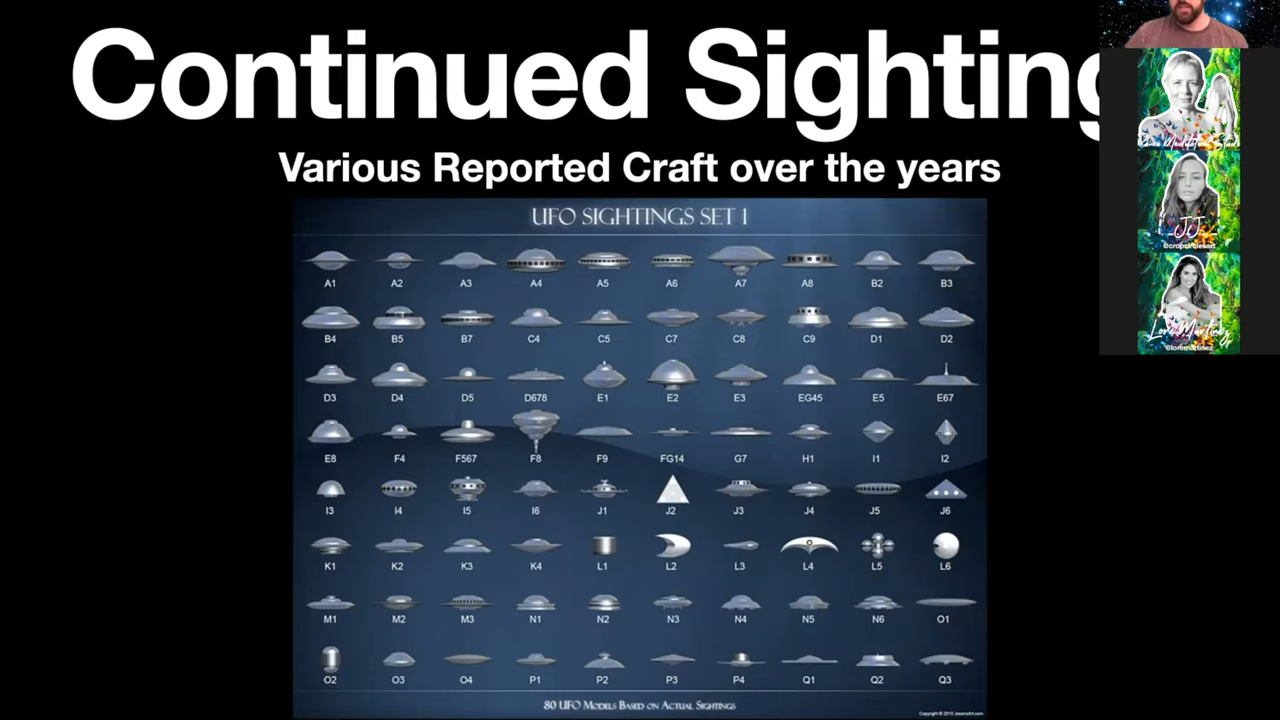 Continued Sighting
Various Reported Craft over the years
UFO SIGHTINGS SET 1
A1 A2 A3 A4 A5 A6 A7 A8 B2 B3
B4 B5 B7 C4 C5 C7 C8 C9 D1 D2
D3 D4 D5 D678 E1 E2 E3 EG45 E5 E67
E8 F4 F567 F8 F9 FG14 G7 H1 I1 I2
I3 I4 I5 I6 J1 J2 J3 J4 J5 J6
K1 K2 K3 K4 L1 L2 L3 L4 L5 L6
M1 M2 M3 N1 N2 N3 N4 N5 N6 O1
O2 O3 O4 P1 P2 P3 P4 Q1 Q2 Q3
80 UFO MODELS BASED ON ACTUAL SIGHTINGS
JJ
Lore Martinez
@loremartinez